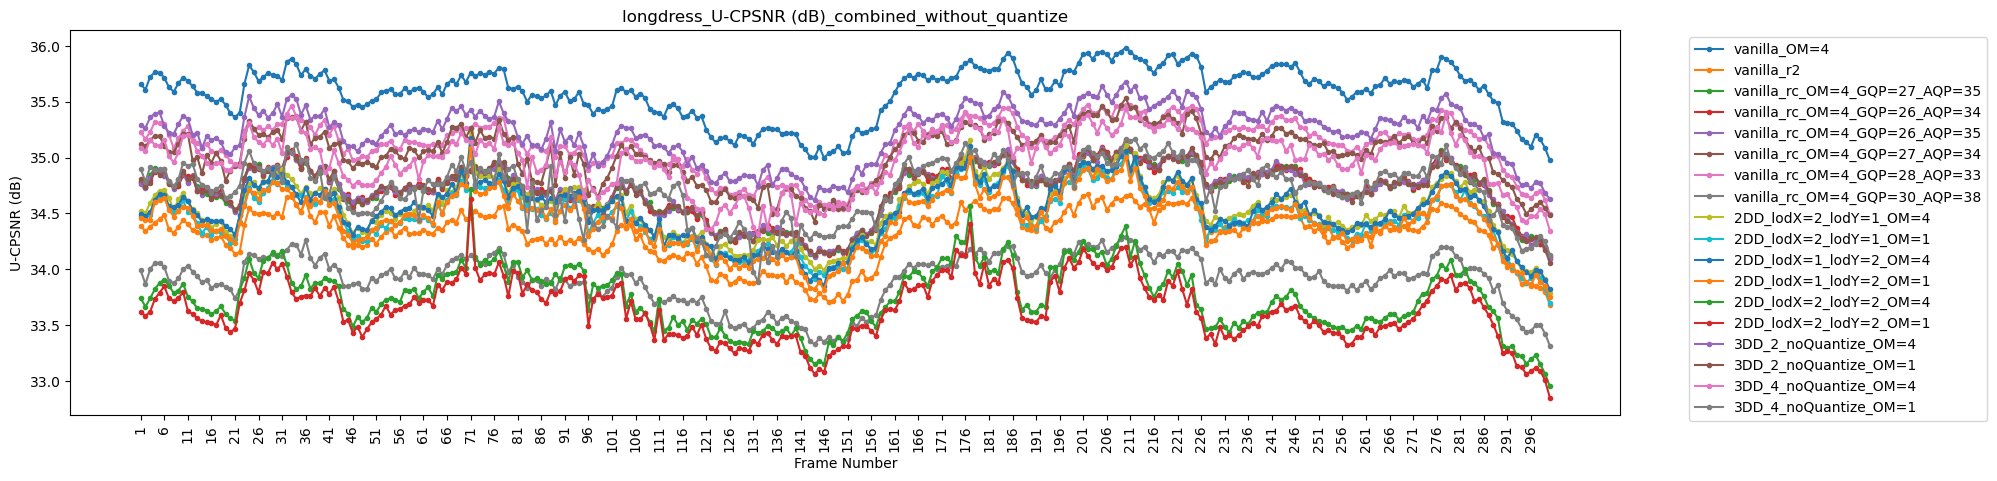 longdress_U-CPSNR (dB)_combined_without_quantize
U-CPSNR (dB)
36.0
35.5
35.0
34.5
34.0
33.5
33.0
1 6 11 16 21 26 31 36 41 46 51 56 61 66 71 76 81 86 91 96 101 106 111 116 121 126 131 136 141 146 151 156 161 166 171 176 181 186 191 196 201 206 211 216 221 226 231 236 241 246 251 256 261 266 271 276 281 286 291 296
Frame Number
vanilla_OM=4
vanilla_r2
vanilla_rc_OM=4_GQP=27_AQP=35
vanilla_rc_OM=4_GQP=26_AQP=34
vanilla_rc_OM=4_GQP=26_AQP=35
vanilla_rc_OM=4_GQP=27_AQP=34
vanilla_rc_OM=4_GQP=28_AQP=33
vanilla_rc_OM=4_GQP=30_AQP=38
2DD_lodX=2_lodY=1_OM=4
2DD_lodX=2_lodY=1_OM=1
2DD_lodX=1_lodY=2_OM=4
2DD_lodX=1_lodY=2_OM=1
2DD_lodX=2_lodY=2_OM=4
2DD_lodX=2_lodY=2_OM=1
3DD_2_noQuantize_OM=4
3DD_2_noQuantize_OM=1
3DD_4_noQuantize_OM=4
3DD_4_noQuantize_OM=1